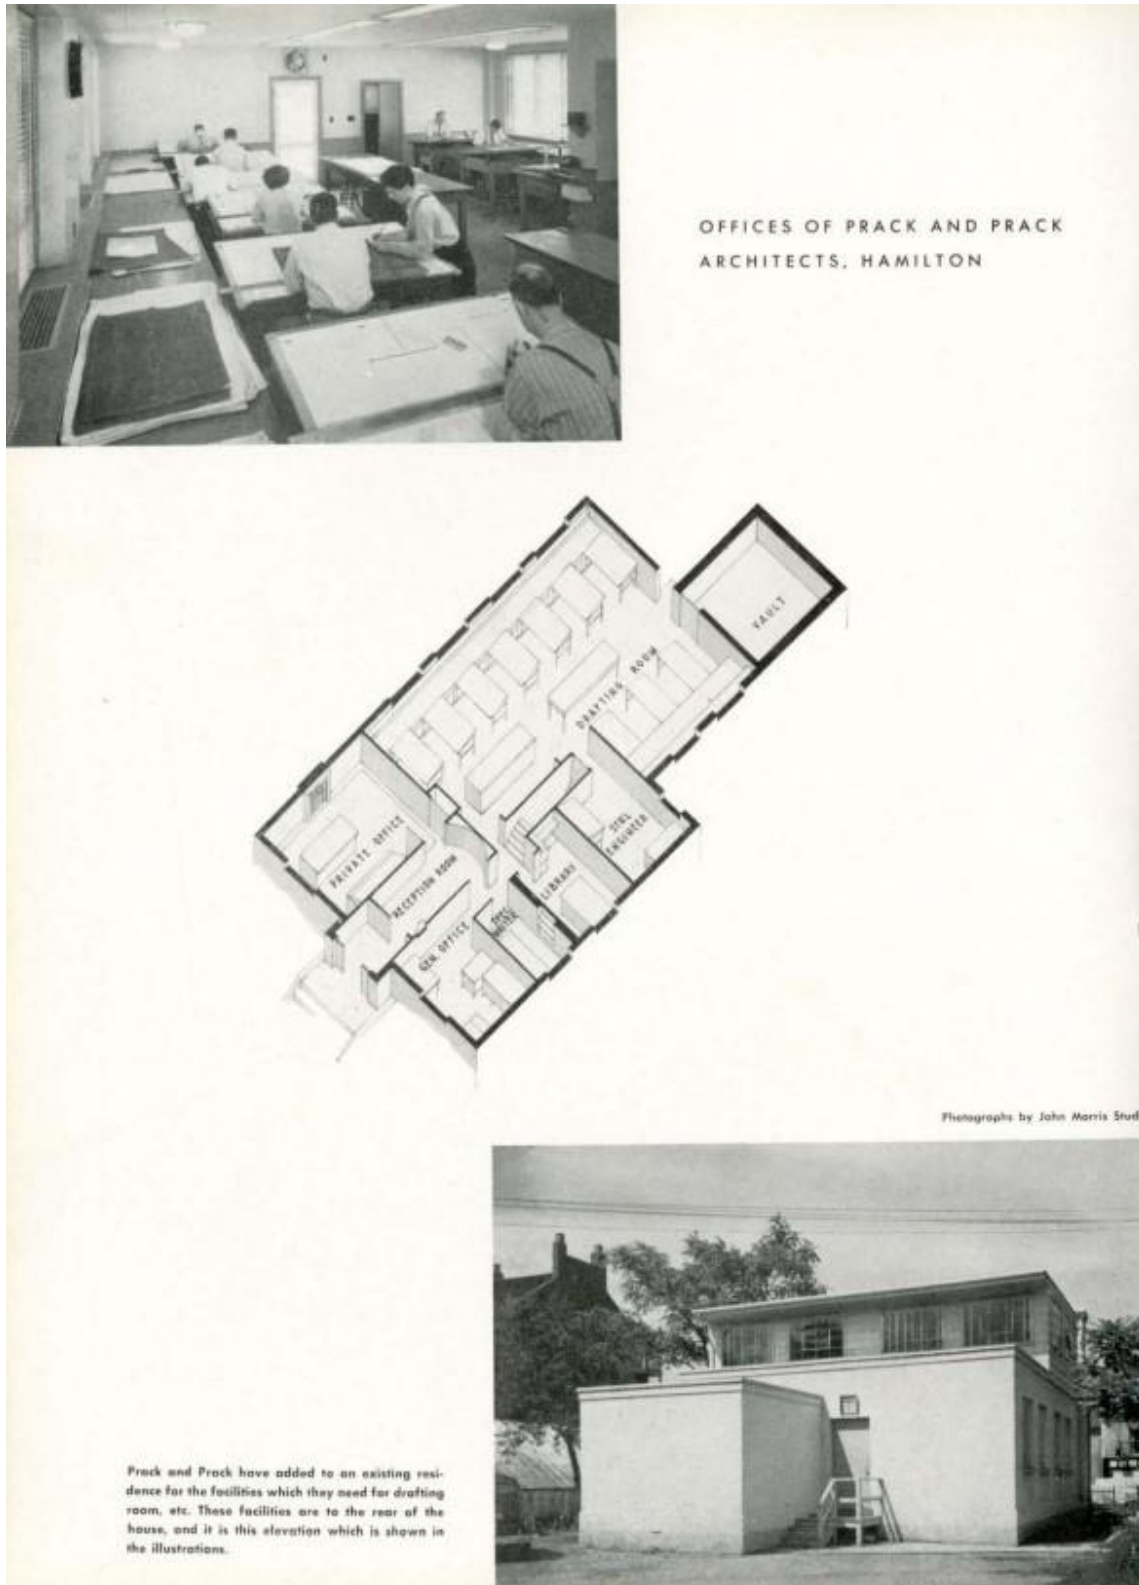 OFFICES OF PRACK AND PRACK
ARCHITECTS, HAMILTON
VAULT
DRAFTING ROOM
STRL
ENGINEER
PRIVATE OFFICE
RECEPTION ROOM
LIBRARY
SPEC
WRITER
GEN. OFFICE
Photographs by John Morris Stud
Prack and Prack have added to an existing resi-
dence for the facilities which they need for drafting
room, etc. These facilities are to the rear of the
house, and it is this elevation which is shown in
the illustrations.